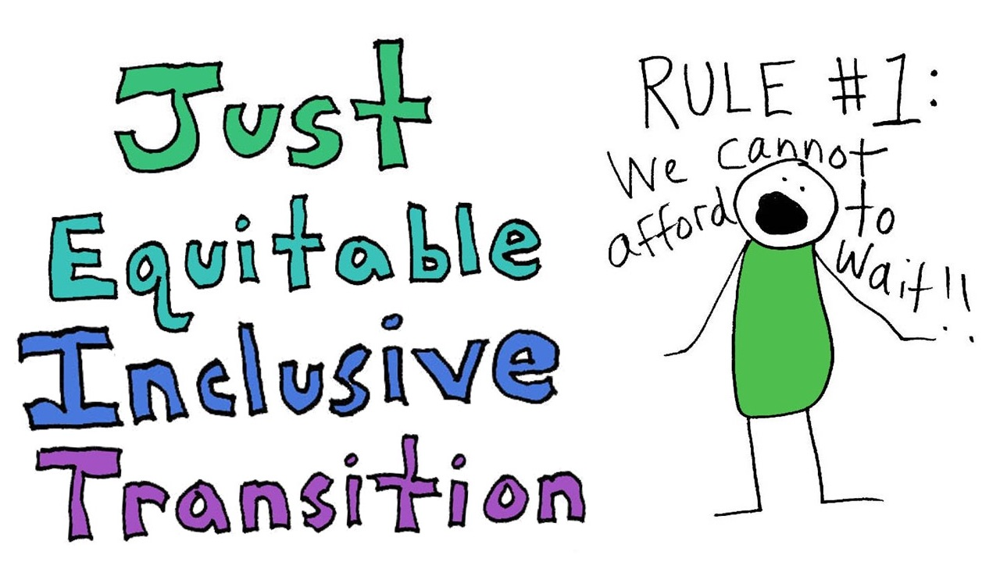 Just
Equitable
Inclusive
Transition
RULE #1:
We cannot
afford to
wait!!